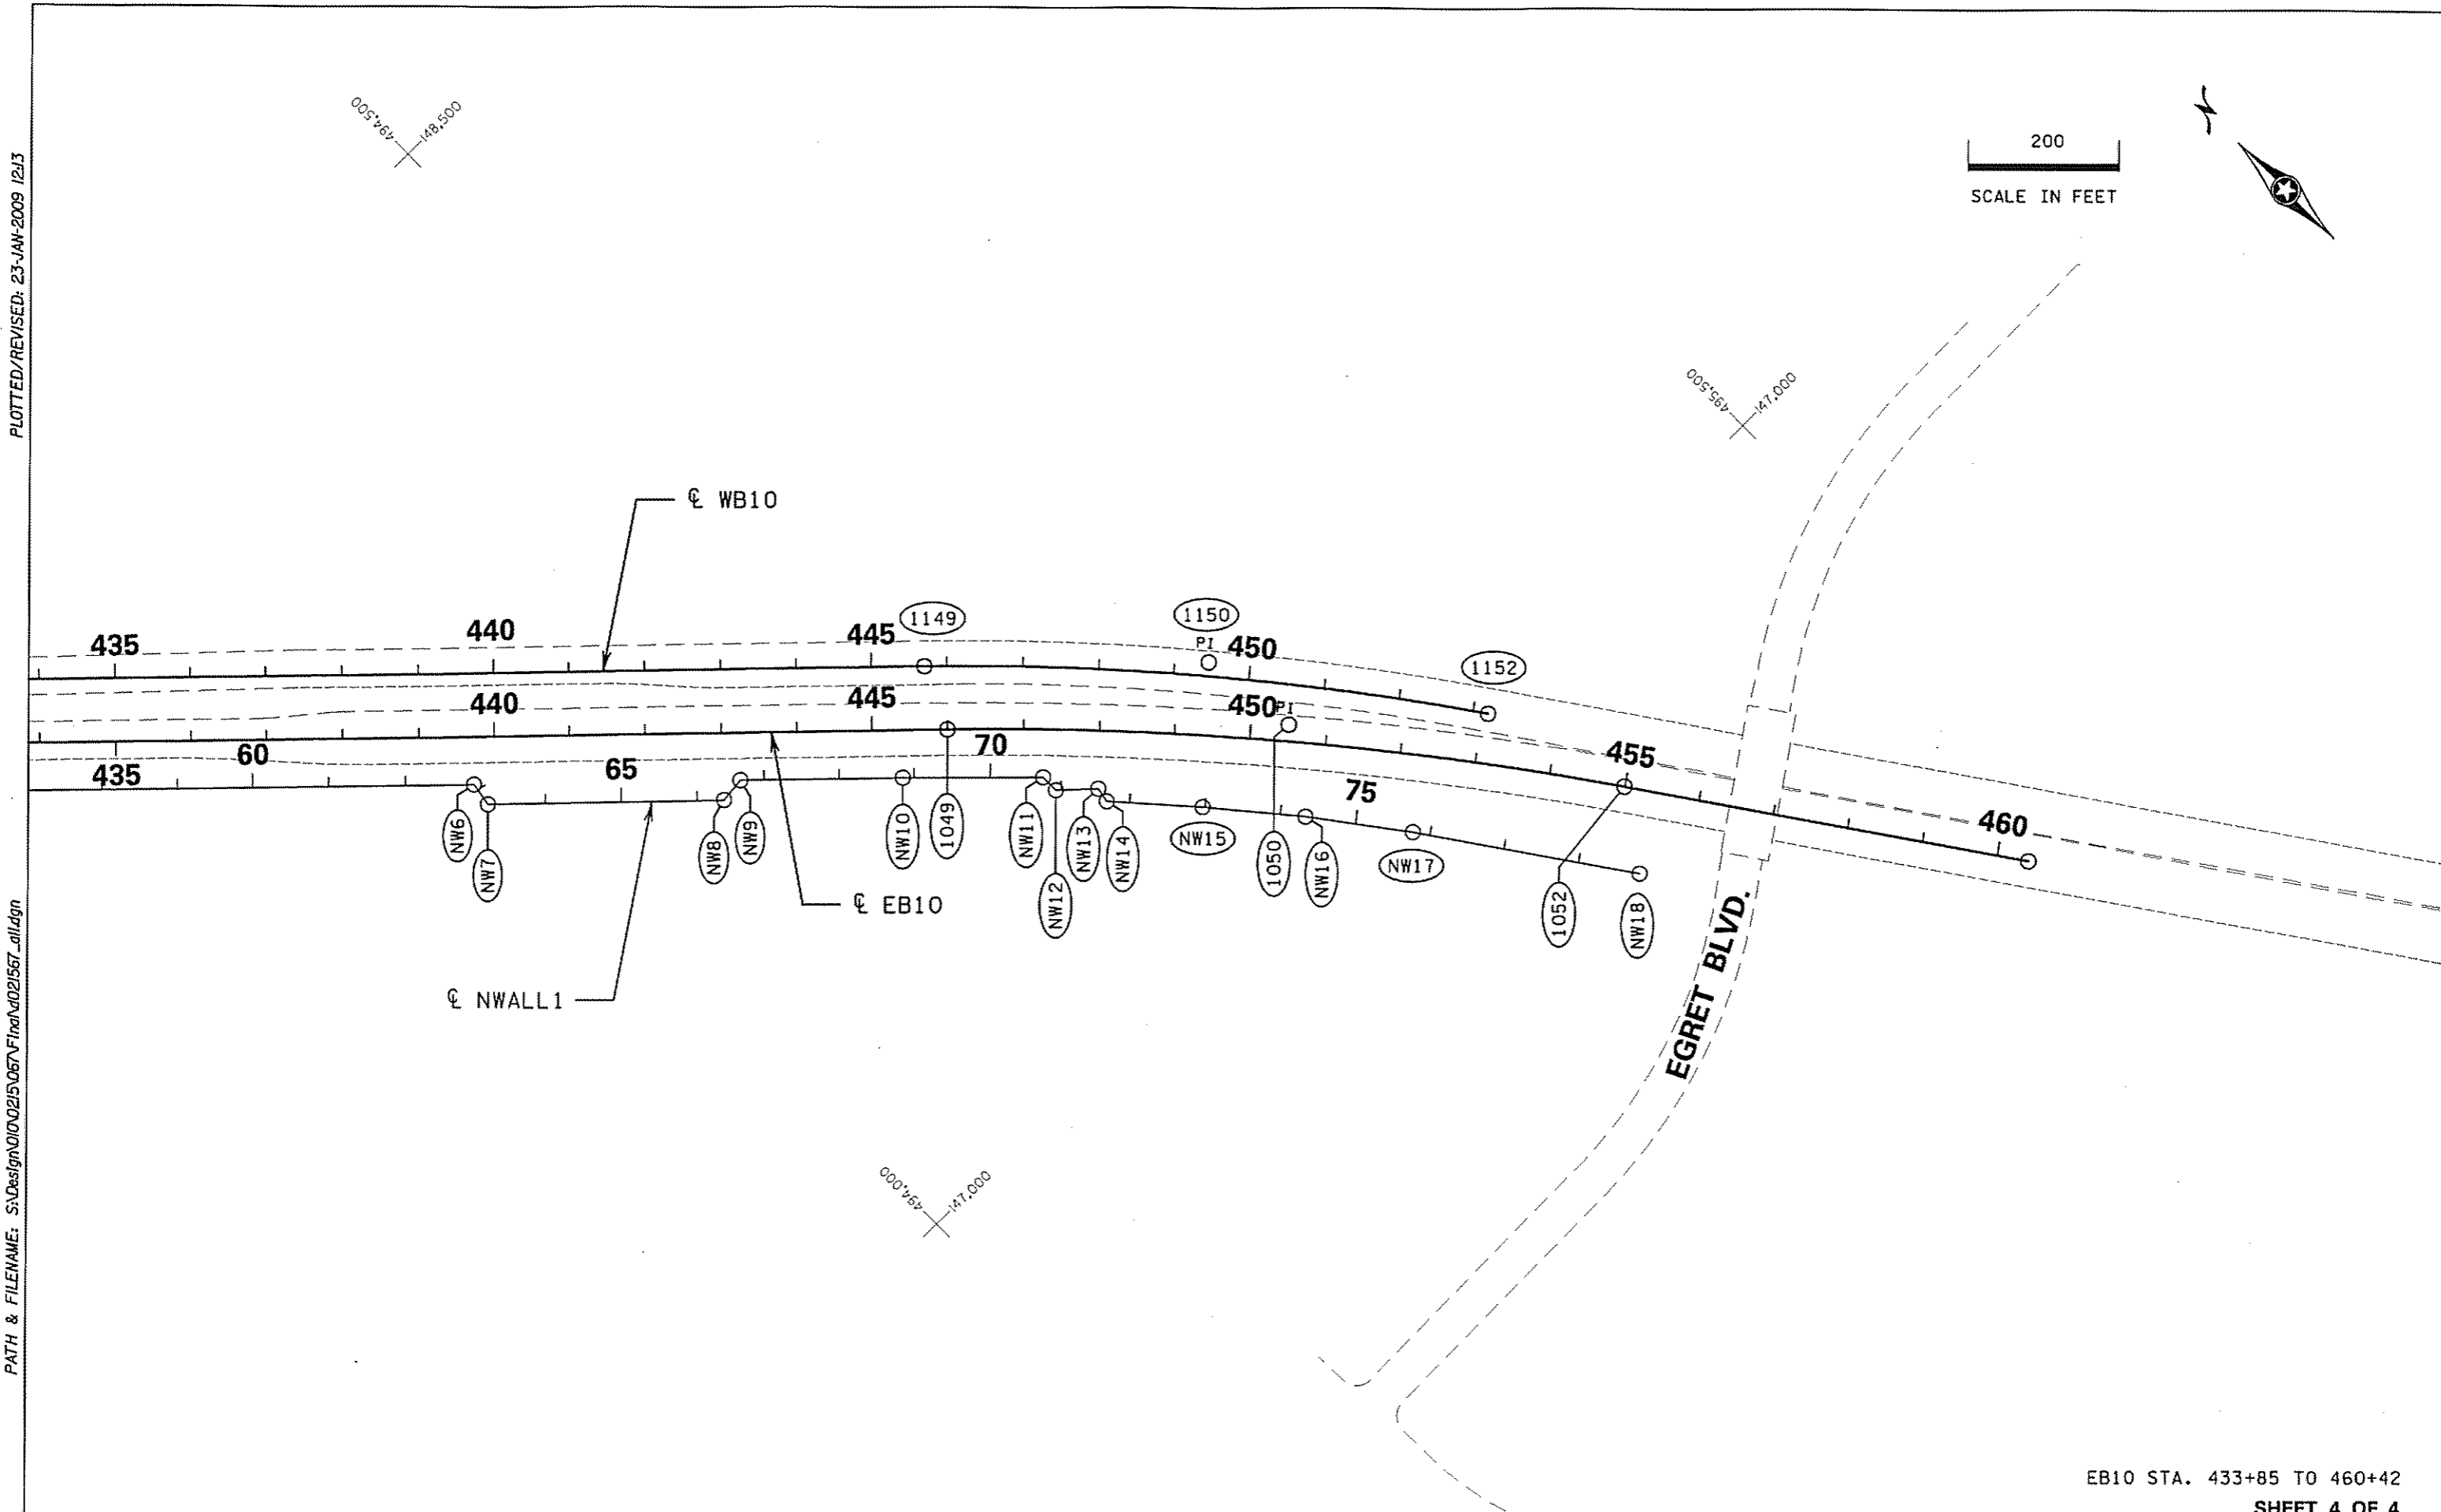 PLOTTED/REVISED: 23-JAN-2009 12:13
PATH & FILENAME: S:\Design\010\0215\067\Final\d021567_all.dgn
494,500
148,500
200
SCALE IN FEET
495,500
147,000
℄ WB10
435
440
445
1149
1150
PI
450
1152
440
445
450
PI
455
460
435
60
65
70
75
NW6
NW7
NW8
NW9
NW10
1049
NW11
NW12
NW13
NW14
NW15
1050
NW16
NW17
1052
NW18
℄ EB10
℄ NWALL1
EGRET BLVD.
494,000
147,000
EB10 STA. 433+85 TO 460+42
SHEET 4 OF 4